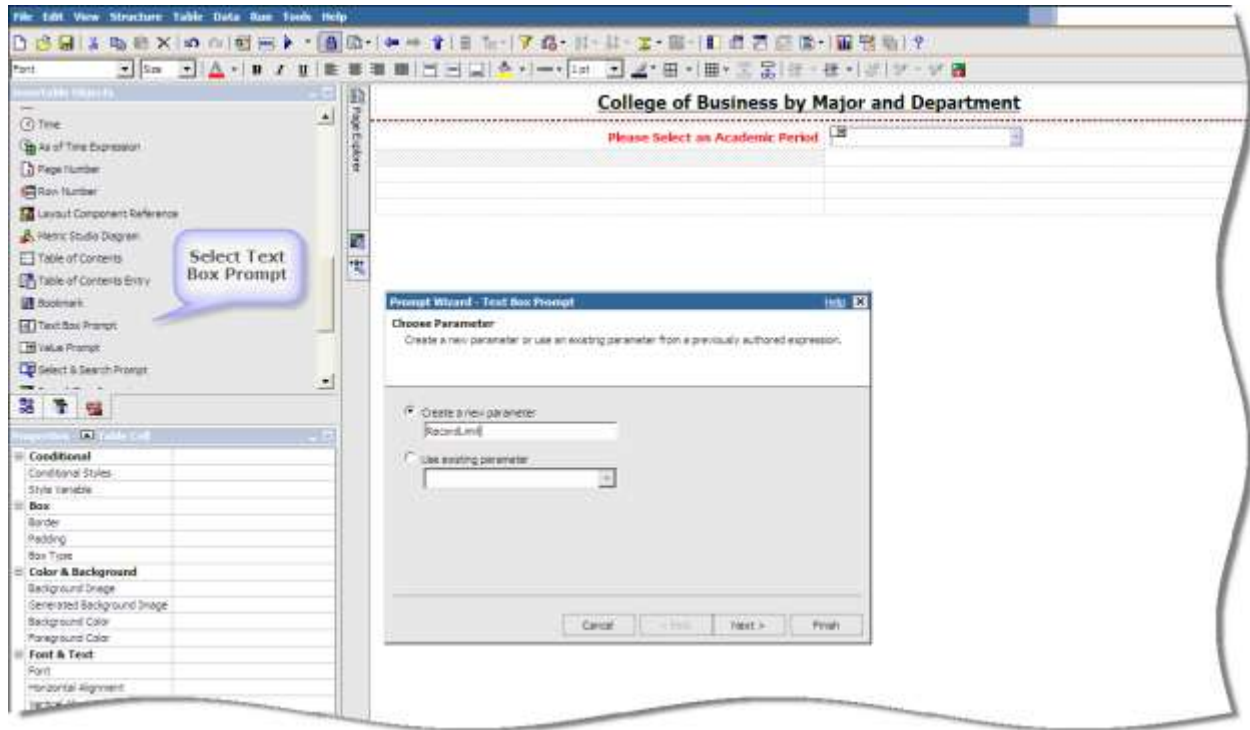 File Edit View Structure Table Data Run Tools Help
Font Size 1 pt
Insertable Objects
Time
As of Time Expression
Page Number
Row Number
Layout Component Reference
Metric Studio Diagram
Table of Contents
Table of Contents Entry
Bookmark
Text Box Prompt
Value Prompt
Select & Search Prompt
Select Text
Box Prompt
Page Explorer
College of Business by Major and Department
Please Select an Academic Period
Prompt Wizard - Text Box Prompt Help
Choose Parameter
Create a new parameter or use an existing parameter from a previously authored expression.
Create a new parameter
RecordLimit
Use existing parameter
Cancel < Back Next > Finish
Properties - Table Cell
Conditional
Conditional Styles
Style Variable
Box
Border
Padding
Box Type
Color & Background
Background Image
Generated Background Image
Background Color
Foreground Color
Font & Text
Font
Horizontal Alignment